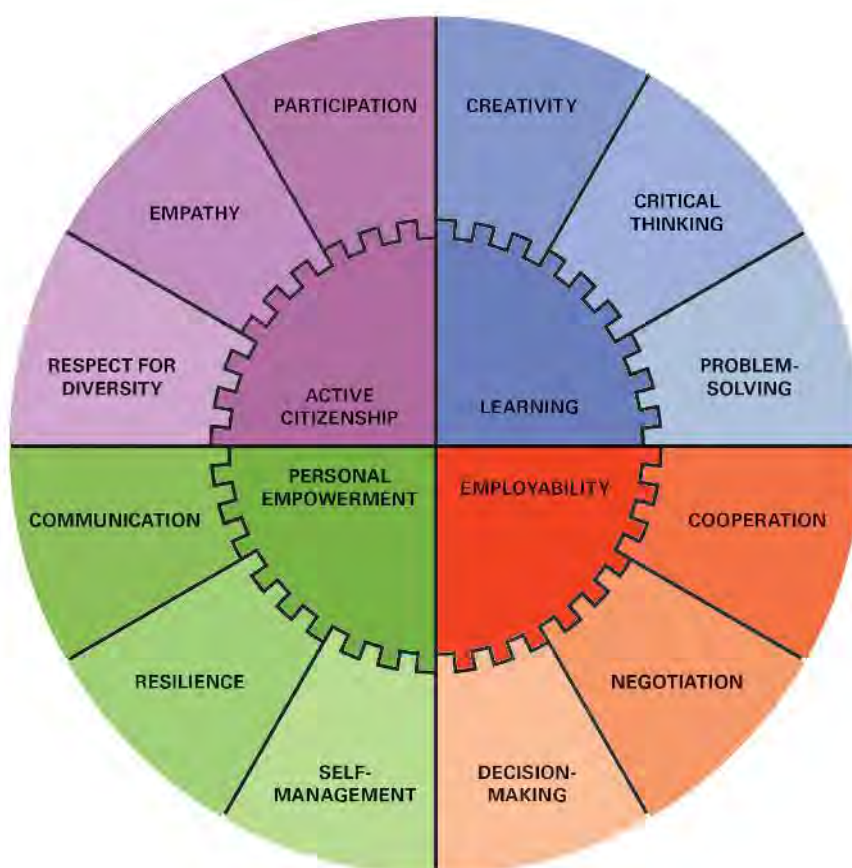 PARTICIPATION
CREATIVITY
EMPATHY
CRITICAL
THINKING
RESPECT FOR
DIVERSITY
PROBLEM-
SOLVING
ACTIVE
CITIZENSHIP
LEARNING
PERSONAL
EMPOWERMENT
EMPLOYABILITY
COMMUNICATION
COOPERATION
RESILIENCE
NEGOTIATION
SELF-
MANAGEMENT
DECISION-
MAKING